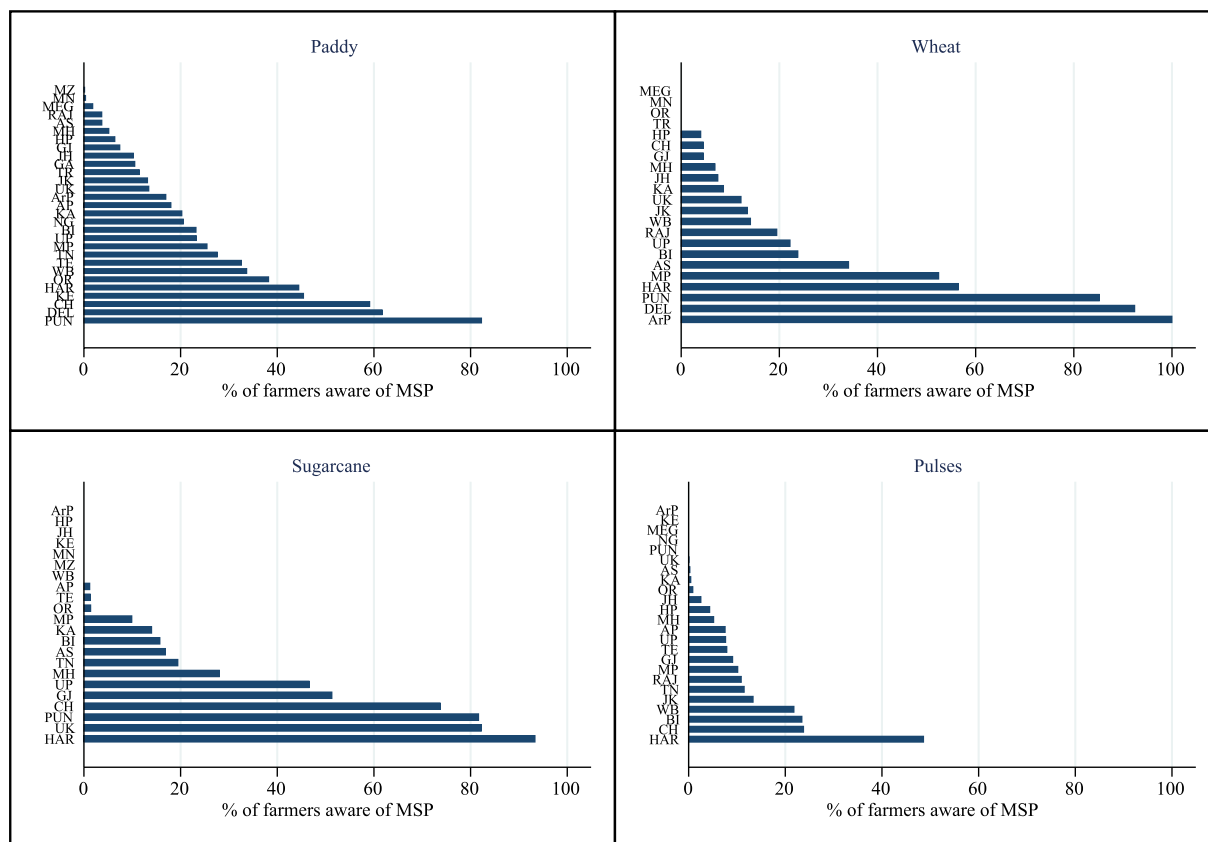 Paddy
MZ
MN
MEG
RAJ
AS
MH
HP
GJ
JH
GA
TR
JK
UK
ArP
AP
KA
NG
BI
UP
MP
TN
TE
WB
OR
HAR
KE
CH
DEL
PUN
0 20 40 60 80 100
% of farmers aware of MSP
Wheat
MEG
MN
OR
TR
HP
CH
GJ
MH
JH
KA
UK
JK
WB
RAJ
UP
BI
AS
MP
HAR
PUN
DEL
ArP
0 20 40 60 80 100
% of farmers aware of MSP
Sugarcane
ArP
HP
JH
KE
MN
MZ
WB
AP
TE
OR
MP
KA
BI
AS
TN
MH
UP
GJ
CH
PUN
UK
HAR
0 20 40 60 80 100
% of farmers aware of MSP
Pulses
ArP
KE
MEG
NG
PUN
UK
AS
KA
OR
JH
HP
MH
AP
UP
TE
GJ
MP
RAJ
TN
JK
WB
BI
CH
HAR
0 20 40 60 80 100
% of farmers aware of MSP